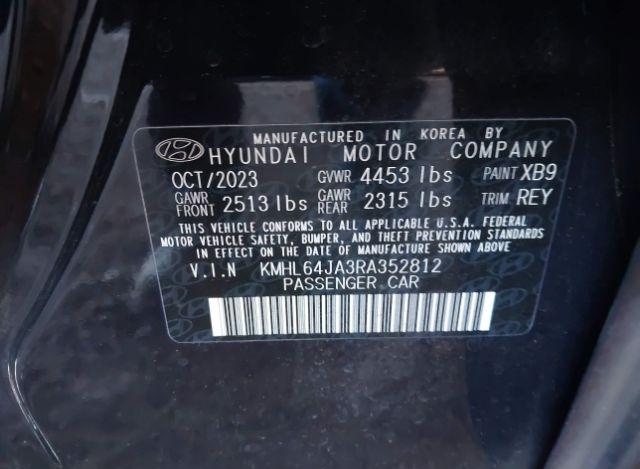 MANUFACTURED IN KOREA BY
HYUNDAI MOTOR COMPANY
OCT/2023 GVWR 4453 lbs PAINT XB9
GAWR FRONT 2513 lbs GAWR REAR 2315 lbs TRIM REY
THIS VEHICLE CONFORMS TO ALL APPLICABLE U.S.A. FEDERAL
MOTOR VEHICLE SAFETY, BUMPER, AND THEFT PREVENTION STANDARDS
IN EFFECT ON THE DATE OF MANUFACTURE SHOWN ABOVE
V.I.N KMHL64JA3RA352812
PASSENGER CAR